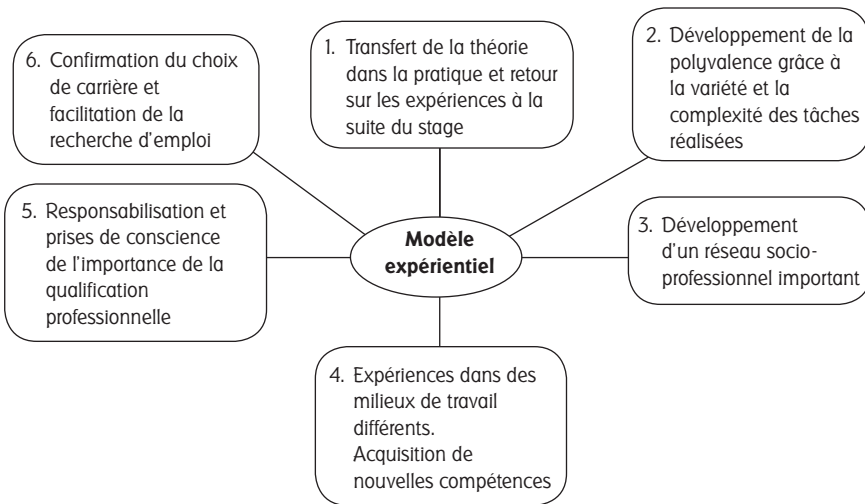 1. Transfert de la théorie
dans la pratique et retour
sur les expériences à la
suite du stage
2. Développement de la
polyvalence grâce à
la variété et la
complexité des tâches
réalisées
3. Développement
d'un réseau socio-
professionnel important
4. Expériences dans des
milieux de travail
différents.
Acquisition de
nouvelles compétences
5. Responsabilisation et
prises de conscience
de l'importance de la
qualification
professionnelle
6. Confirmation du choix
de carrière et
facilitation de la
recherche d'emploi
Modèle
expérientiel